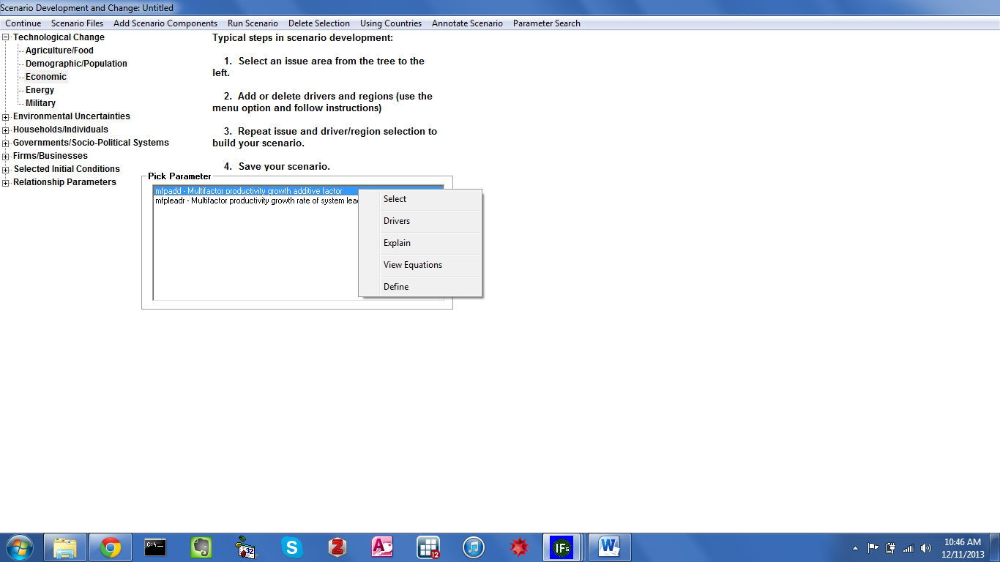 Scenario Development and Change: Untitled
Continue Scenario Files Add Scenario Components Run Scenario Delete Selection Using Countries Annotate Scenario Parameter Search
Technological Change
Agriculture/Food
Demographic/Population
Economic
Energy
Military
Environmental Uncertainties
Households/Individuals
Governments/Socio-Political Systems
Firms/Businesses
Selected Initial Conditions
Relationship Parameters
Typical steps in scenario development:
1. Select an issue area from the tree to the
left.
2. Add or delete drivers and regions (use the
menu option and follow instructions)
3. Repeat issue and driver/region selection to
build your scenario.
4. Save your scenario.
Pick Parameter
mfpadd - Multifactor productivity growth additive factor
mfpleadr - Multifactor productivity growth rate of system
Select
Drivers
Explain
View Equations
Define
C:\
32
S
Z
A
12
IFs
W
10:46 AM
12/11/2013